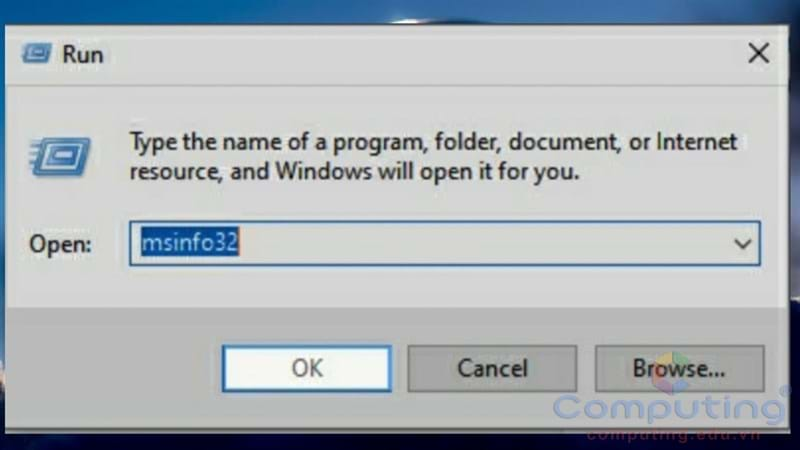 Run
Type the name of a program, folder, document, or Internet
resource, and Windows will open it for you.
Open: msinfo32
OK Cancel Browse...
Computing®
computing.edu.vn